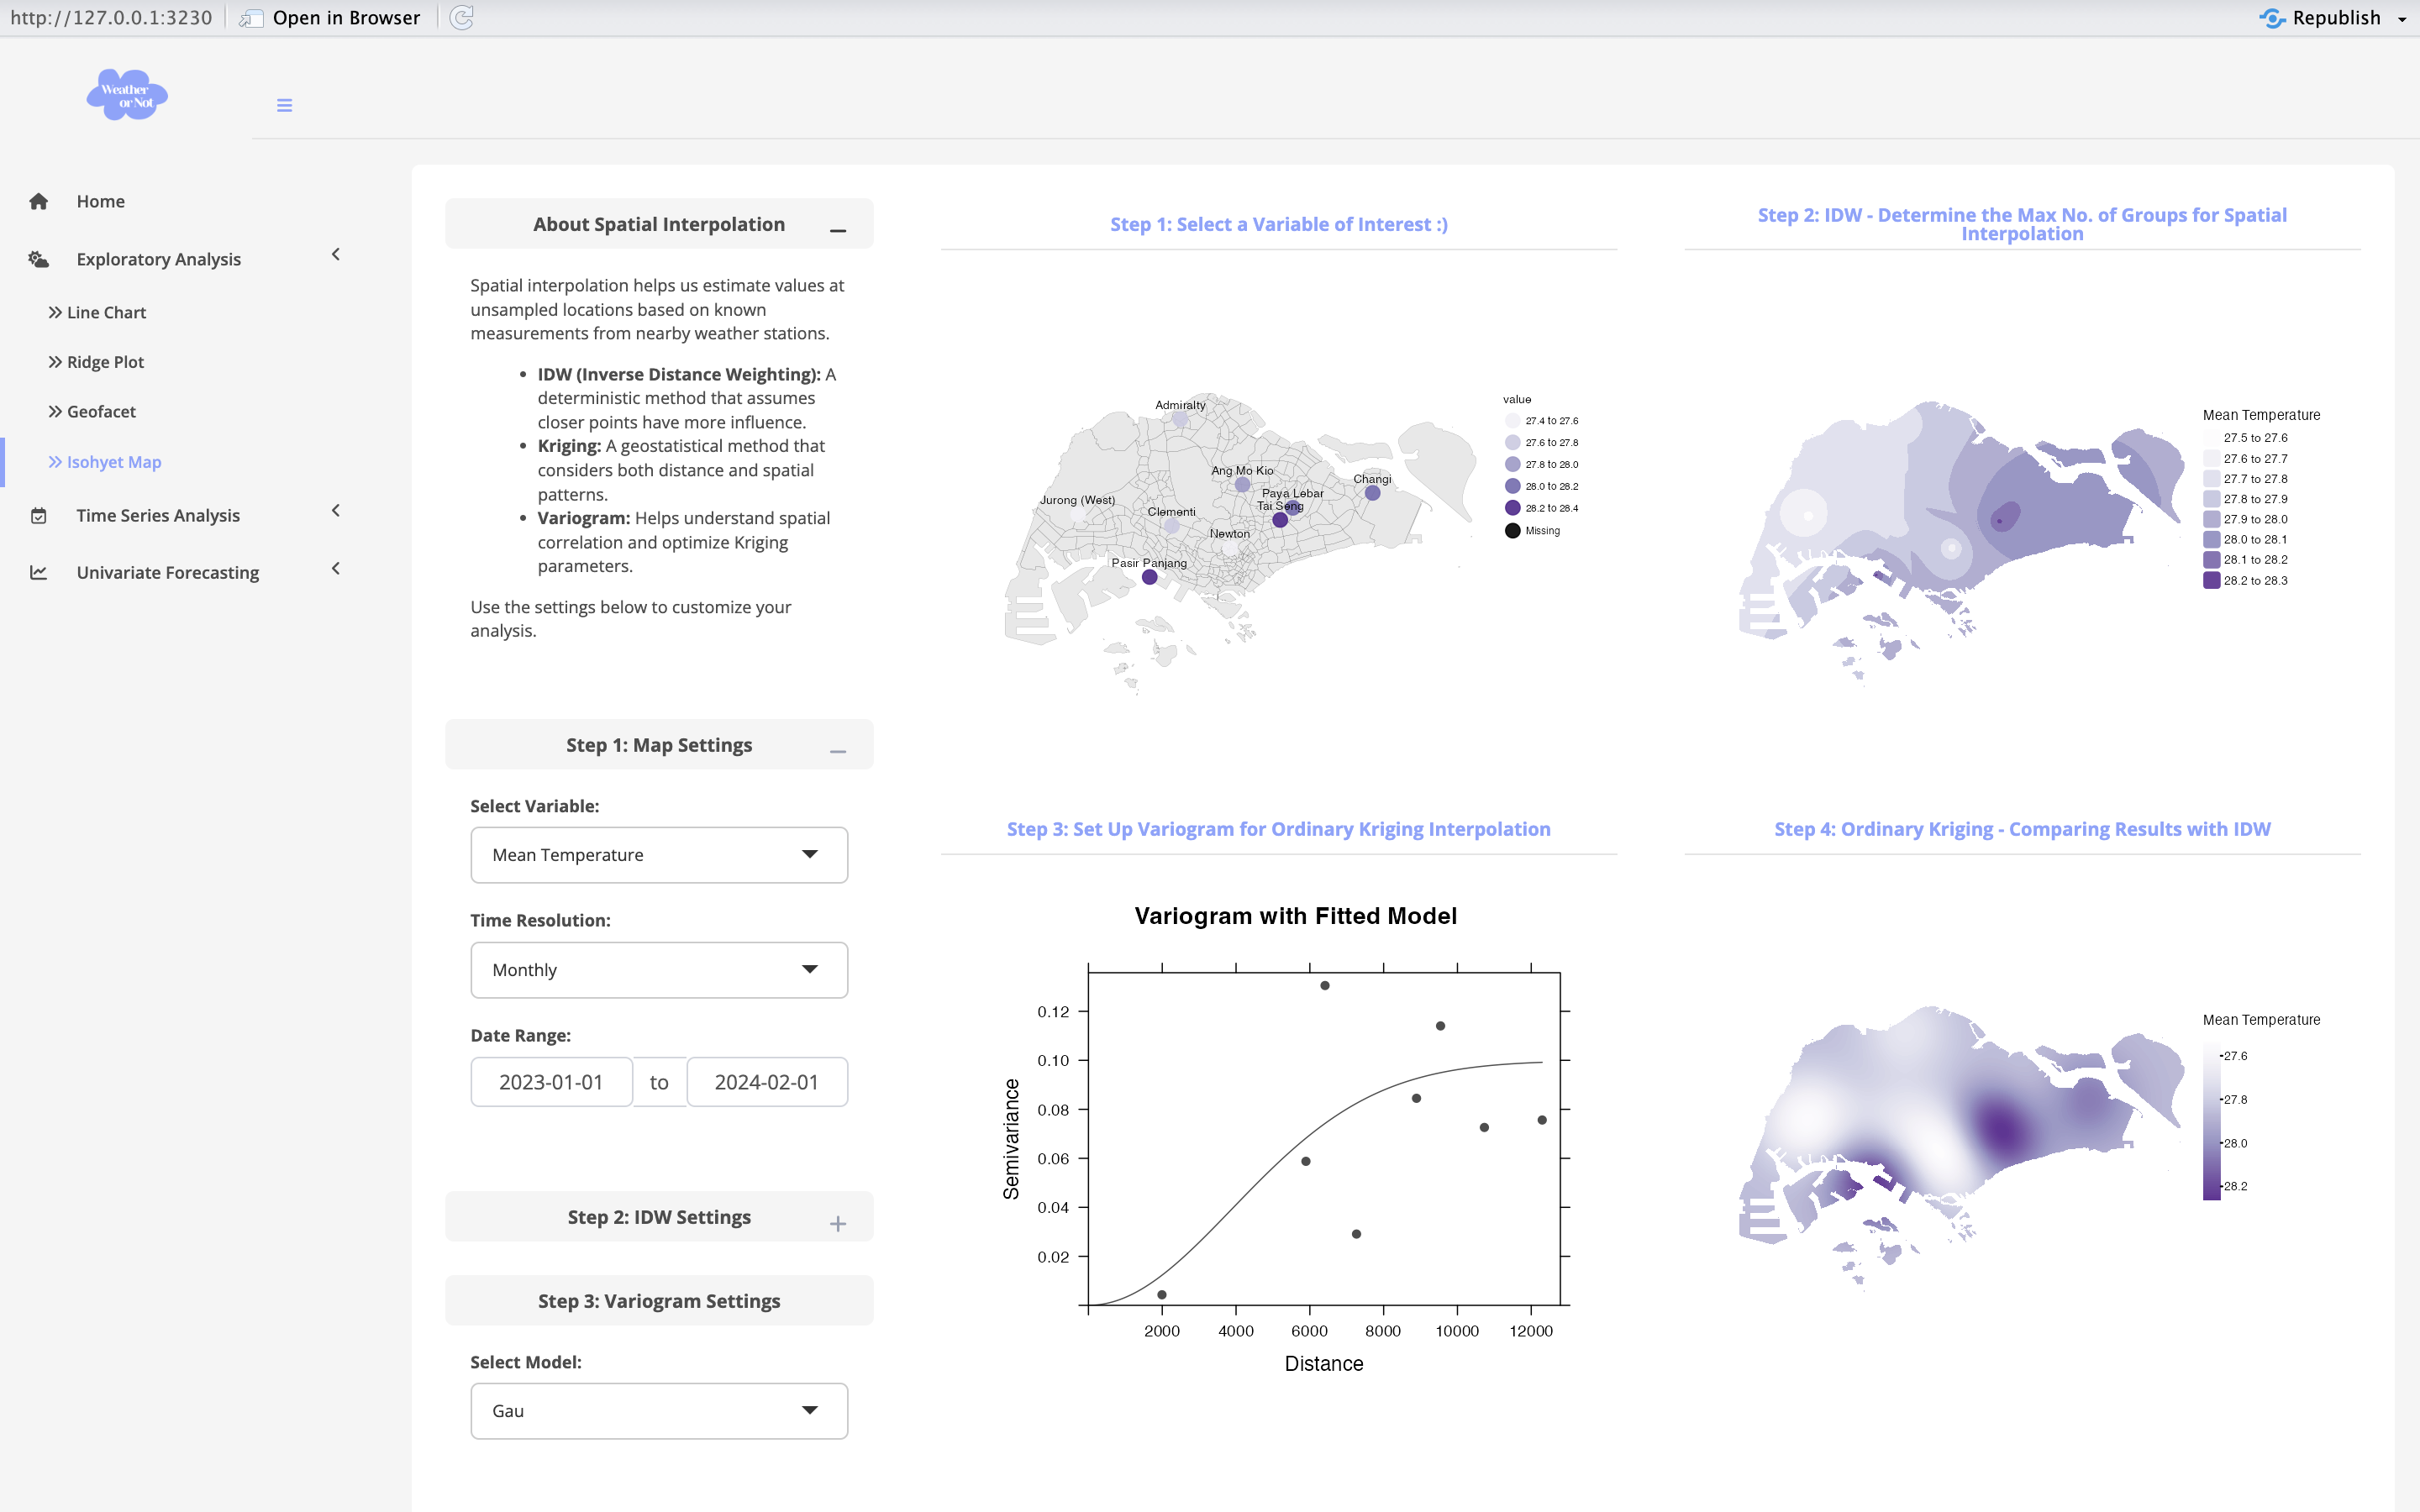 http://127.0.0.1:3230
Open in Browser
Republish
Weather
or Not
Home
Exploratory Analysis
Line Chart
Ridge Plot
Geofacet
Isohyet Map
Time Series Analysis
Univariate Forecasting
About Spatial Interpolation
Spatial interpolation helps us estimate values at
unsampled locations based on known
measurements from nearby weather stations.
• IDW (Inverse Distance Weighting): A
deterministic method that assumes
closer points have more influence.
• Kriging: A geostatistical method that
considers both distance and spatial
patterns.
• Variogram: Helps understand spatial
correlation and optimize Kriging
parameters.
Use the settings below to customize your
analysis.
Step 1: Map Settings
Select Variable:
Mean Temperature
Time Resolution:
Monthly
Date Range:
2023-01-01 to 2024-02-01
Step 2: IDW Settings
Step 3: Variogram Settings
Select Model:
Gau
Step 1: Select a Variable of Interest :)
Admiralty
Ang Mo Kio
Changi
Paya Lebar
Jurong (West)
Tai Seng
Clementi
Newton
Pasir Panjang
value
27.4 to 27.6
27.6 to 27.8
27.8 to 28.0
28.0 to 28.2
28.2 to 28.4
Missing
Step 2: IDW - Determine the Max No. of Groups for Spatial
Interpolation
Mean Temperature
27.5 to 27.6
27.6 to 27.7
27.7 to 27.8
27.8 to 27.9
27.9 to 28.0
28.0 to 28.1
28.1 to 28.2
28.2 to 28.3
Step 3: Set Up Variogram for Ordinary Kriging Interpolation
Variogram with Fitted Model
Semivariance
0.12
0.10
0.08
0.06
0.04
0.02
2000 4000 6000 8000 10000 12000
Distance
Step 4: Ordinary Kriging - Comparing Results with IDW
Mean Temperature
27.6
27.8
28.0
28.2